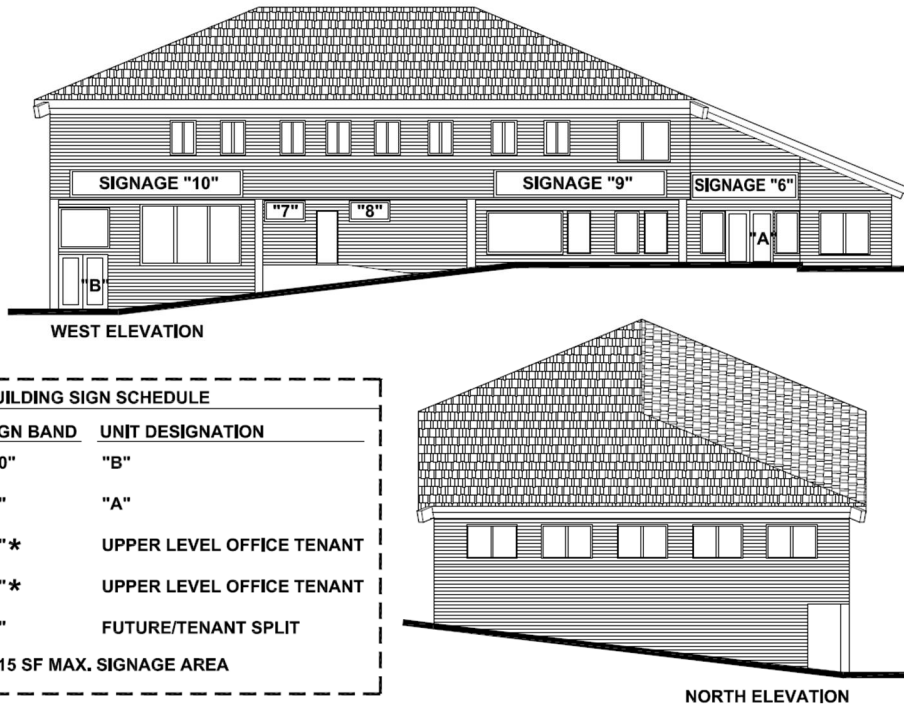 SIGNAGE "10"
"7"
"8"
SIGNAGE "9"
SIGNAGE "6"
"A"
"B"
WEST ELEVATION
UILDING SIGN SCHEDULE
GN BAND UNIT DESIGNATION
0" "B"
" "A"
"* UPPER LEVEL OFFICE TENANT
"* UPPER LEVEL OFFICE TENANT
" FUTURE/TENANT SPLIT
15 SF MAX. SIGNAGE AREA
NORTH ELEVATION